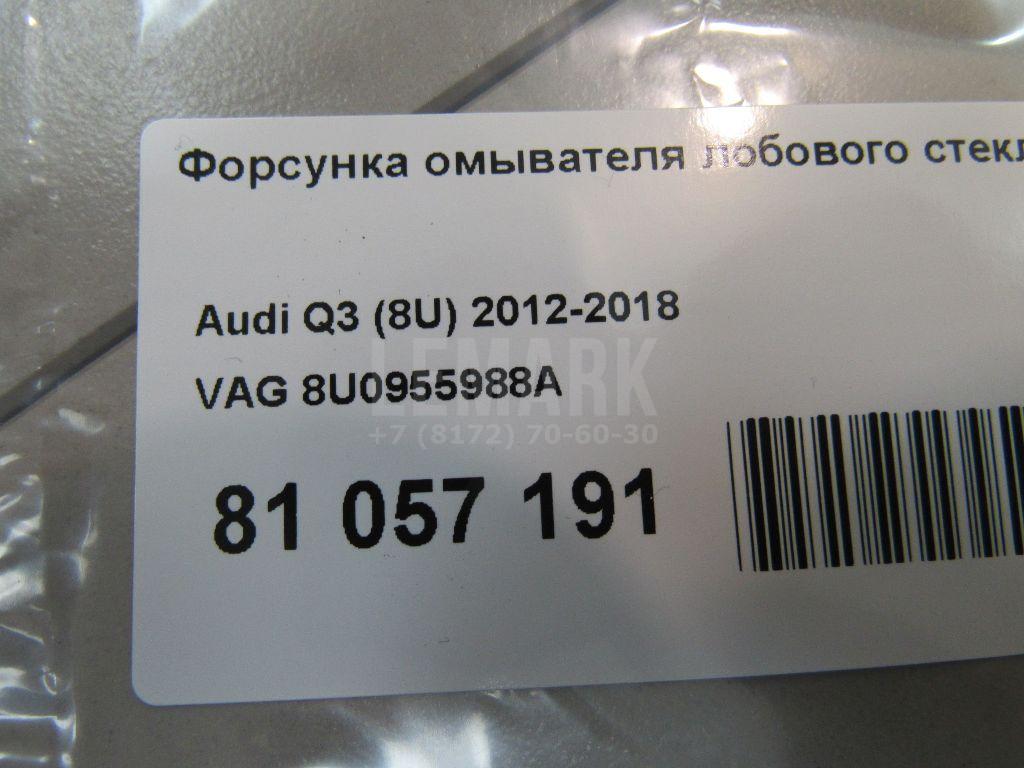 Форсунка омывателя лобового стекл
Audi Q3 (8U) 2012-2018
VAG 8U0955988A
LEMARK
+7 (8172) 70-60-30
81 057 191